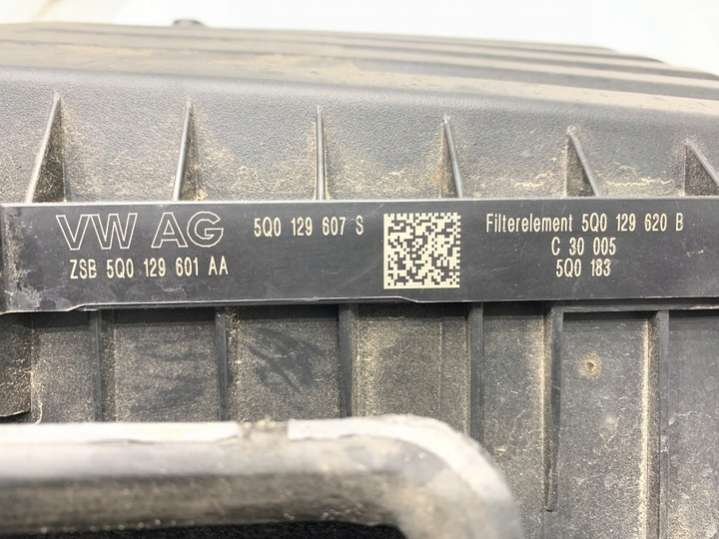 VW AG
ZSB 5Q0 129 601 AA
5Q0 129 607 S
Filterelement 5Q0 129 620 B
C 30 005
5Q0 183